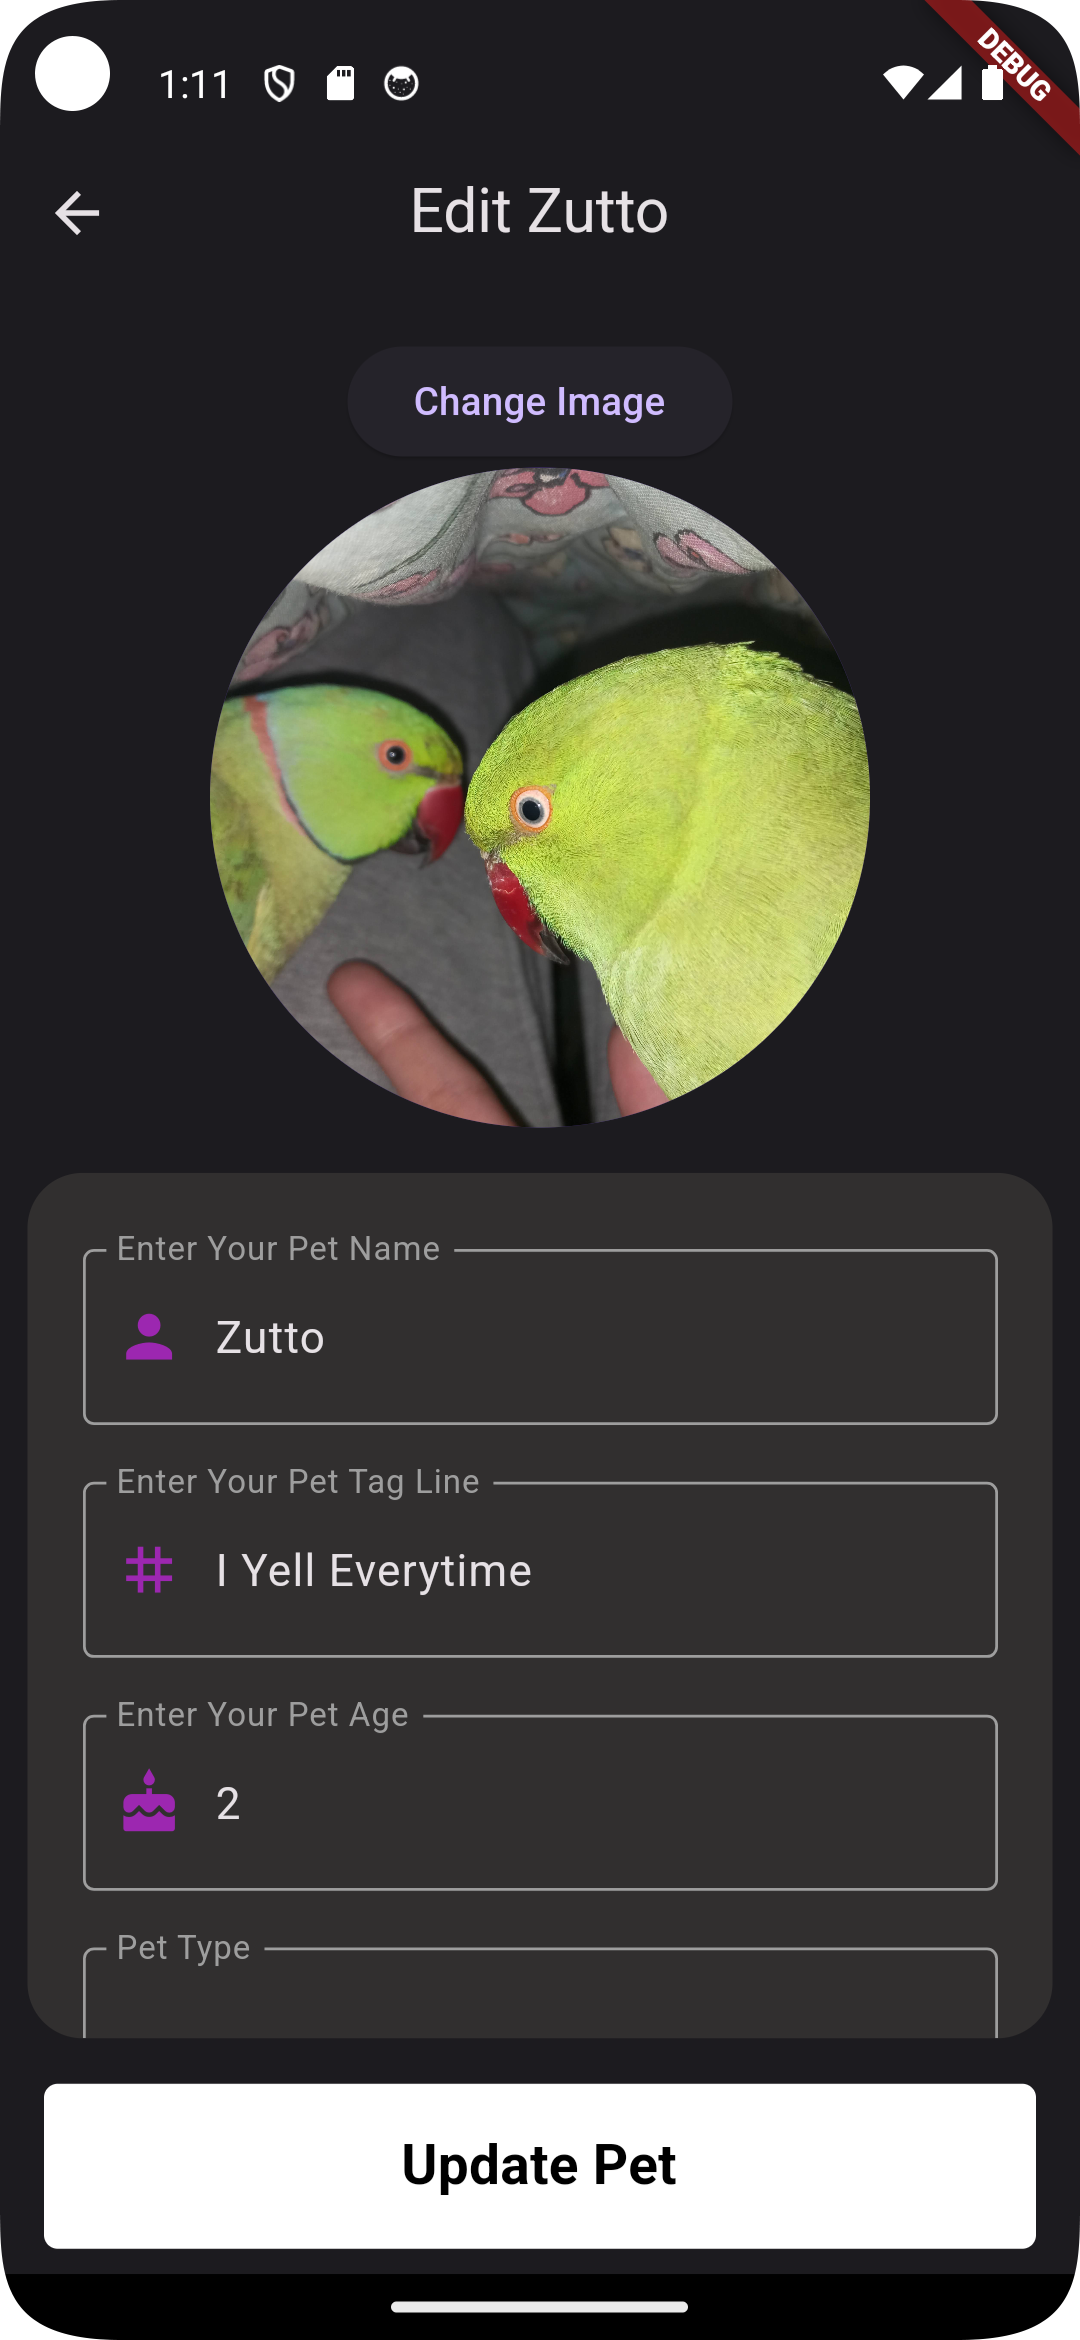 1:11
DEBUG
Edit Zutto
Change Image
Enter Your Pet Name
Zutto
Enter Your Pet Tag Line
I Yell Everytime
Enter Your Pet Age
2
Pet Type
Update Pet